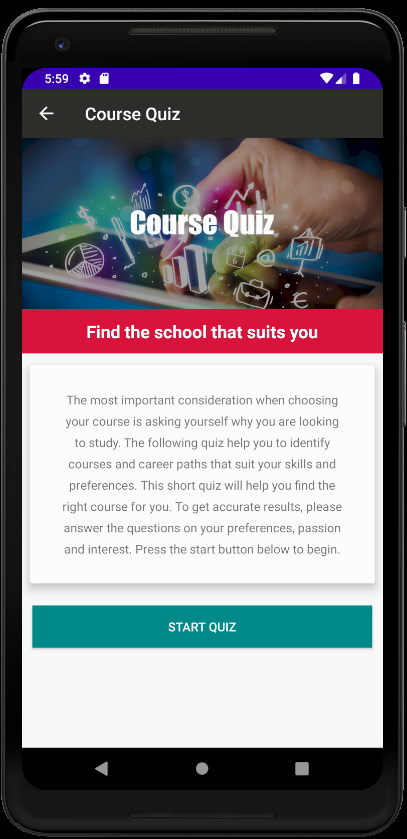 5:59
Course Quiz
Course Quiz
Find the school that suits you
The most important consideration when choosing
your course is asking yourself why you are looking
to study. The following quiz help you to identify
courses and career paths that suit your skills and
preferences. This short quiz will help you find the
right course for you. To get accurate results, please
answer the questions on your preferences, passion
and interest. Press the start button below to begin.
START QUIZ